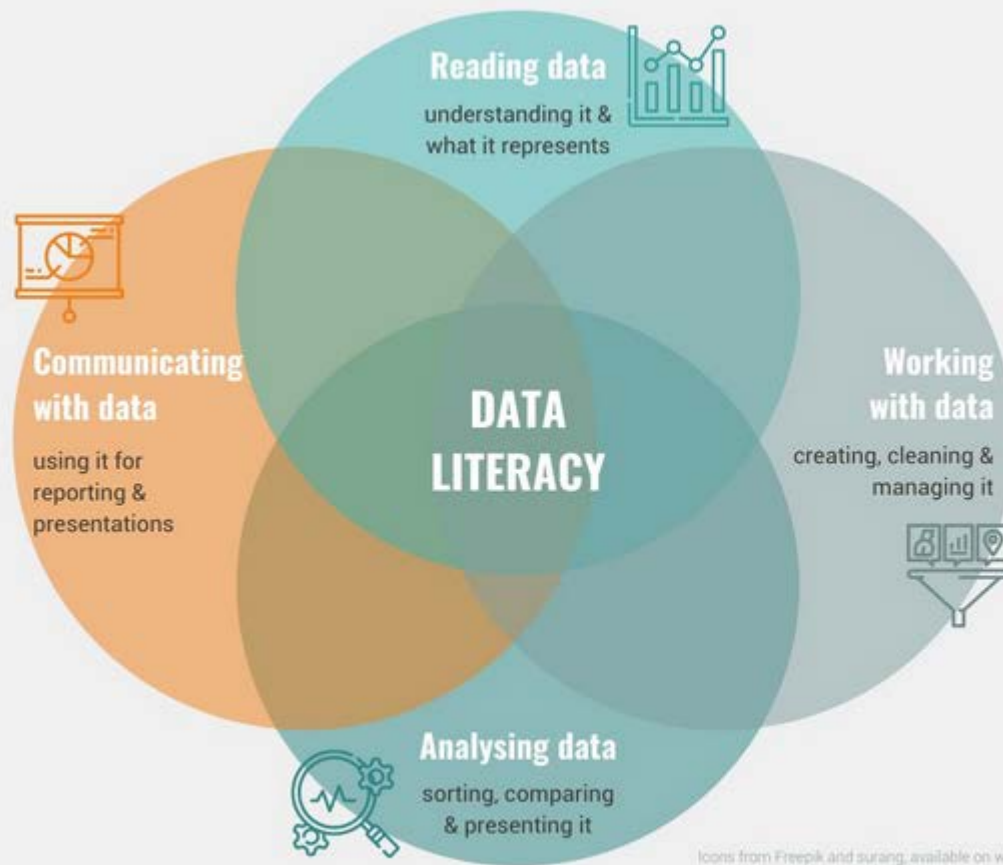 Reading data
understanding it &
what it represents
Communicating
with data
using it for
reporting &
presentations
DATA
LITERACY
Working
with data
creating, cleaning &
managing it
Analysing data
sorting, comparing
& presenting it
Icons from Freepik and surang, available on